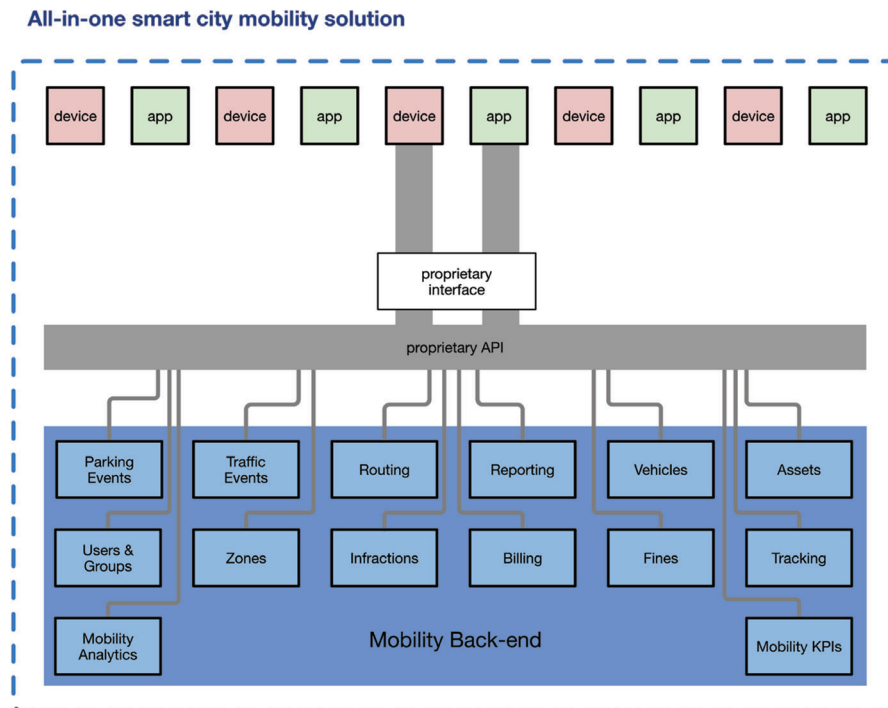 All-in-one smart city mobility solution
device app device app device app device app device app
proprietary
interface
proprietary API
Parking
Events
Traffic
Events
Routing
Reporting
Vehicles
Assets
Users &
Groups
Zones
Infractions
Billing
Fines
Tracking
Mobility
Analytics
Mobility Back-end
Mobility KPIs